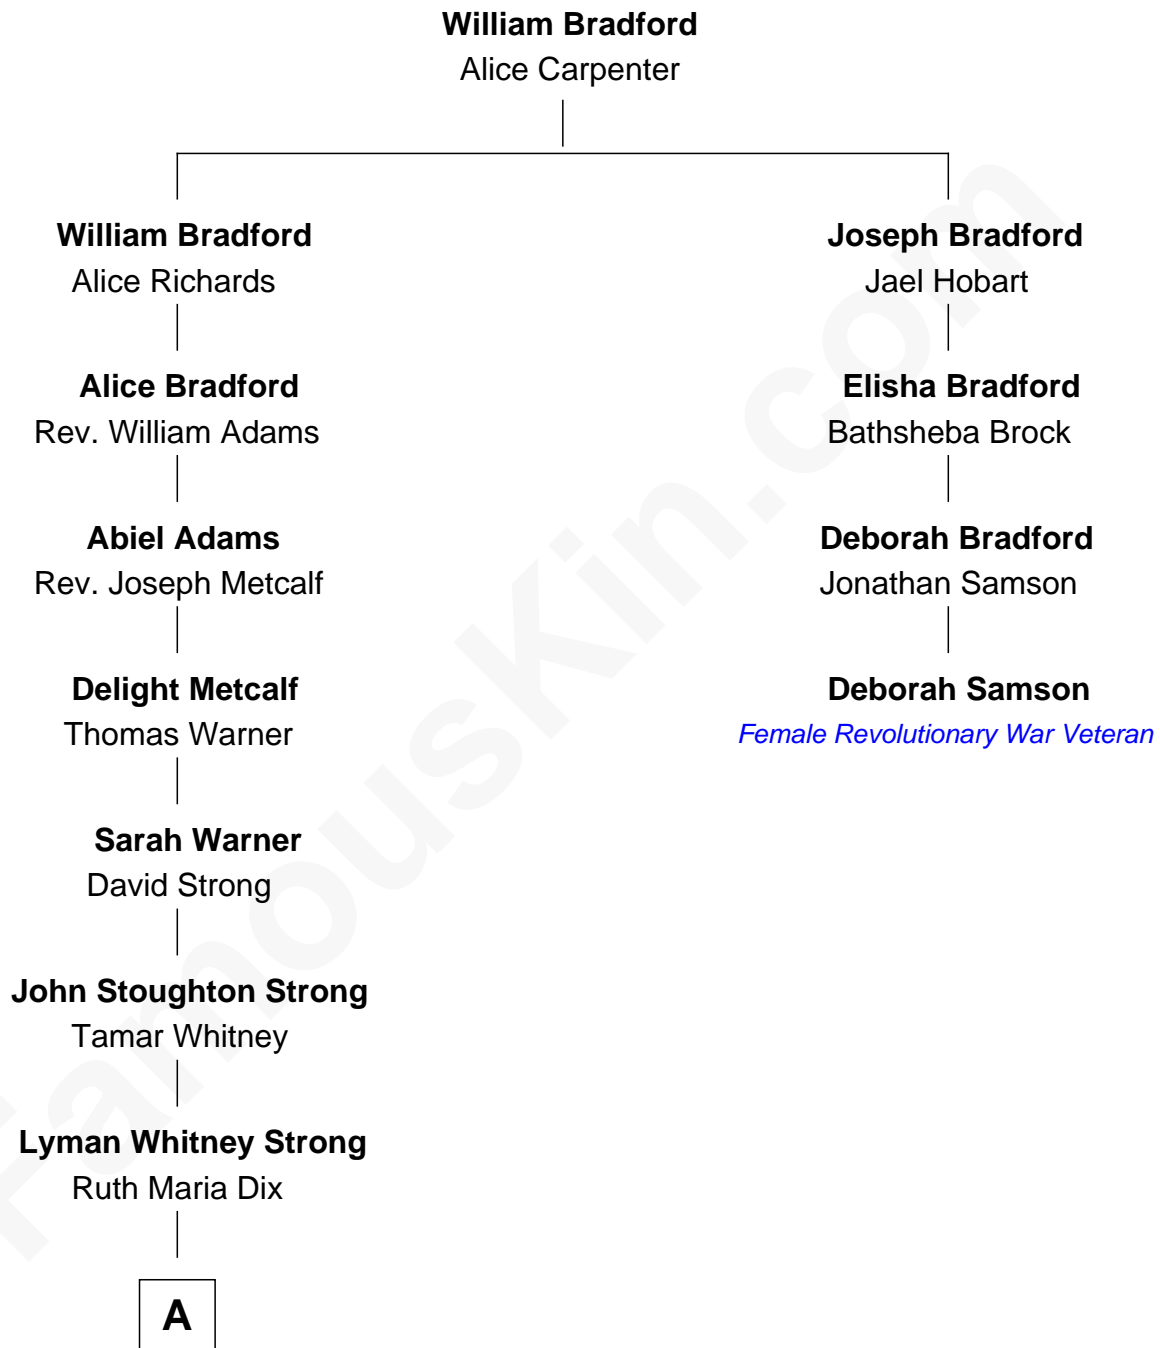 William Bradford
Alice Carpenter
William Bradford
Alice Richards
Joseph Bradford
Jael Hobart
Alice Bradford
Rev. William Adams
Elisha Bradford
Bathsheba Brock
Abiel Adams
Rev. Joseph Metcalf
Deborah Bradford
Jonathan Samson
Delight Metcalf
Thomas Warner
Deborah Samson
Female Revolutionary War Veteran
Sarah Warner
David Strong
John Stoughton Strong
Tamar Whitney
Lyman Whitney Strong
Ruth Maria Dix
A
FamousKin.com